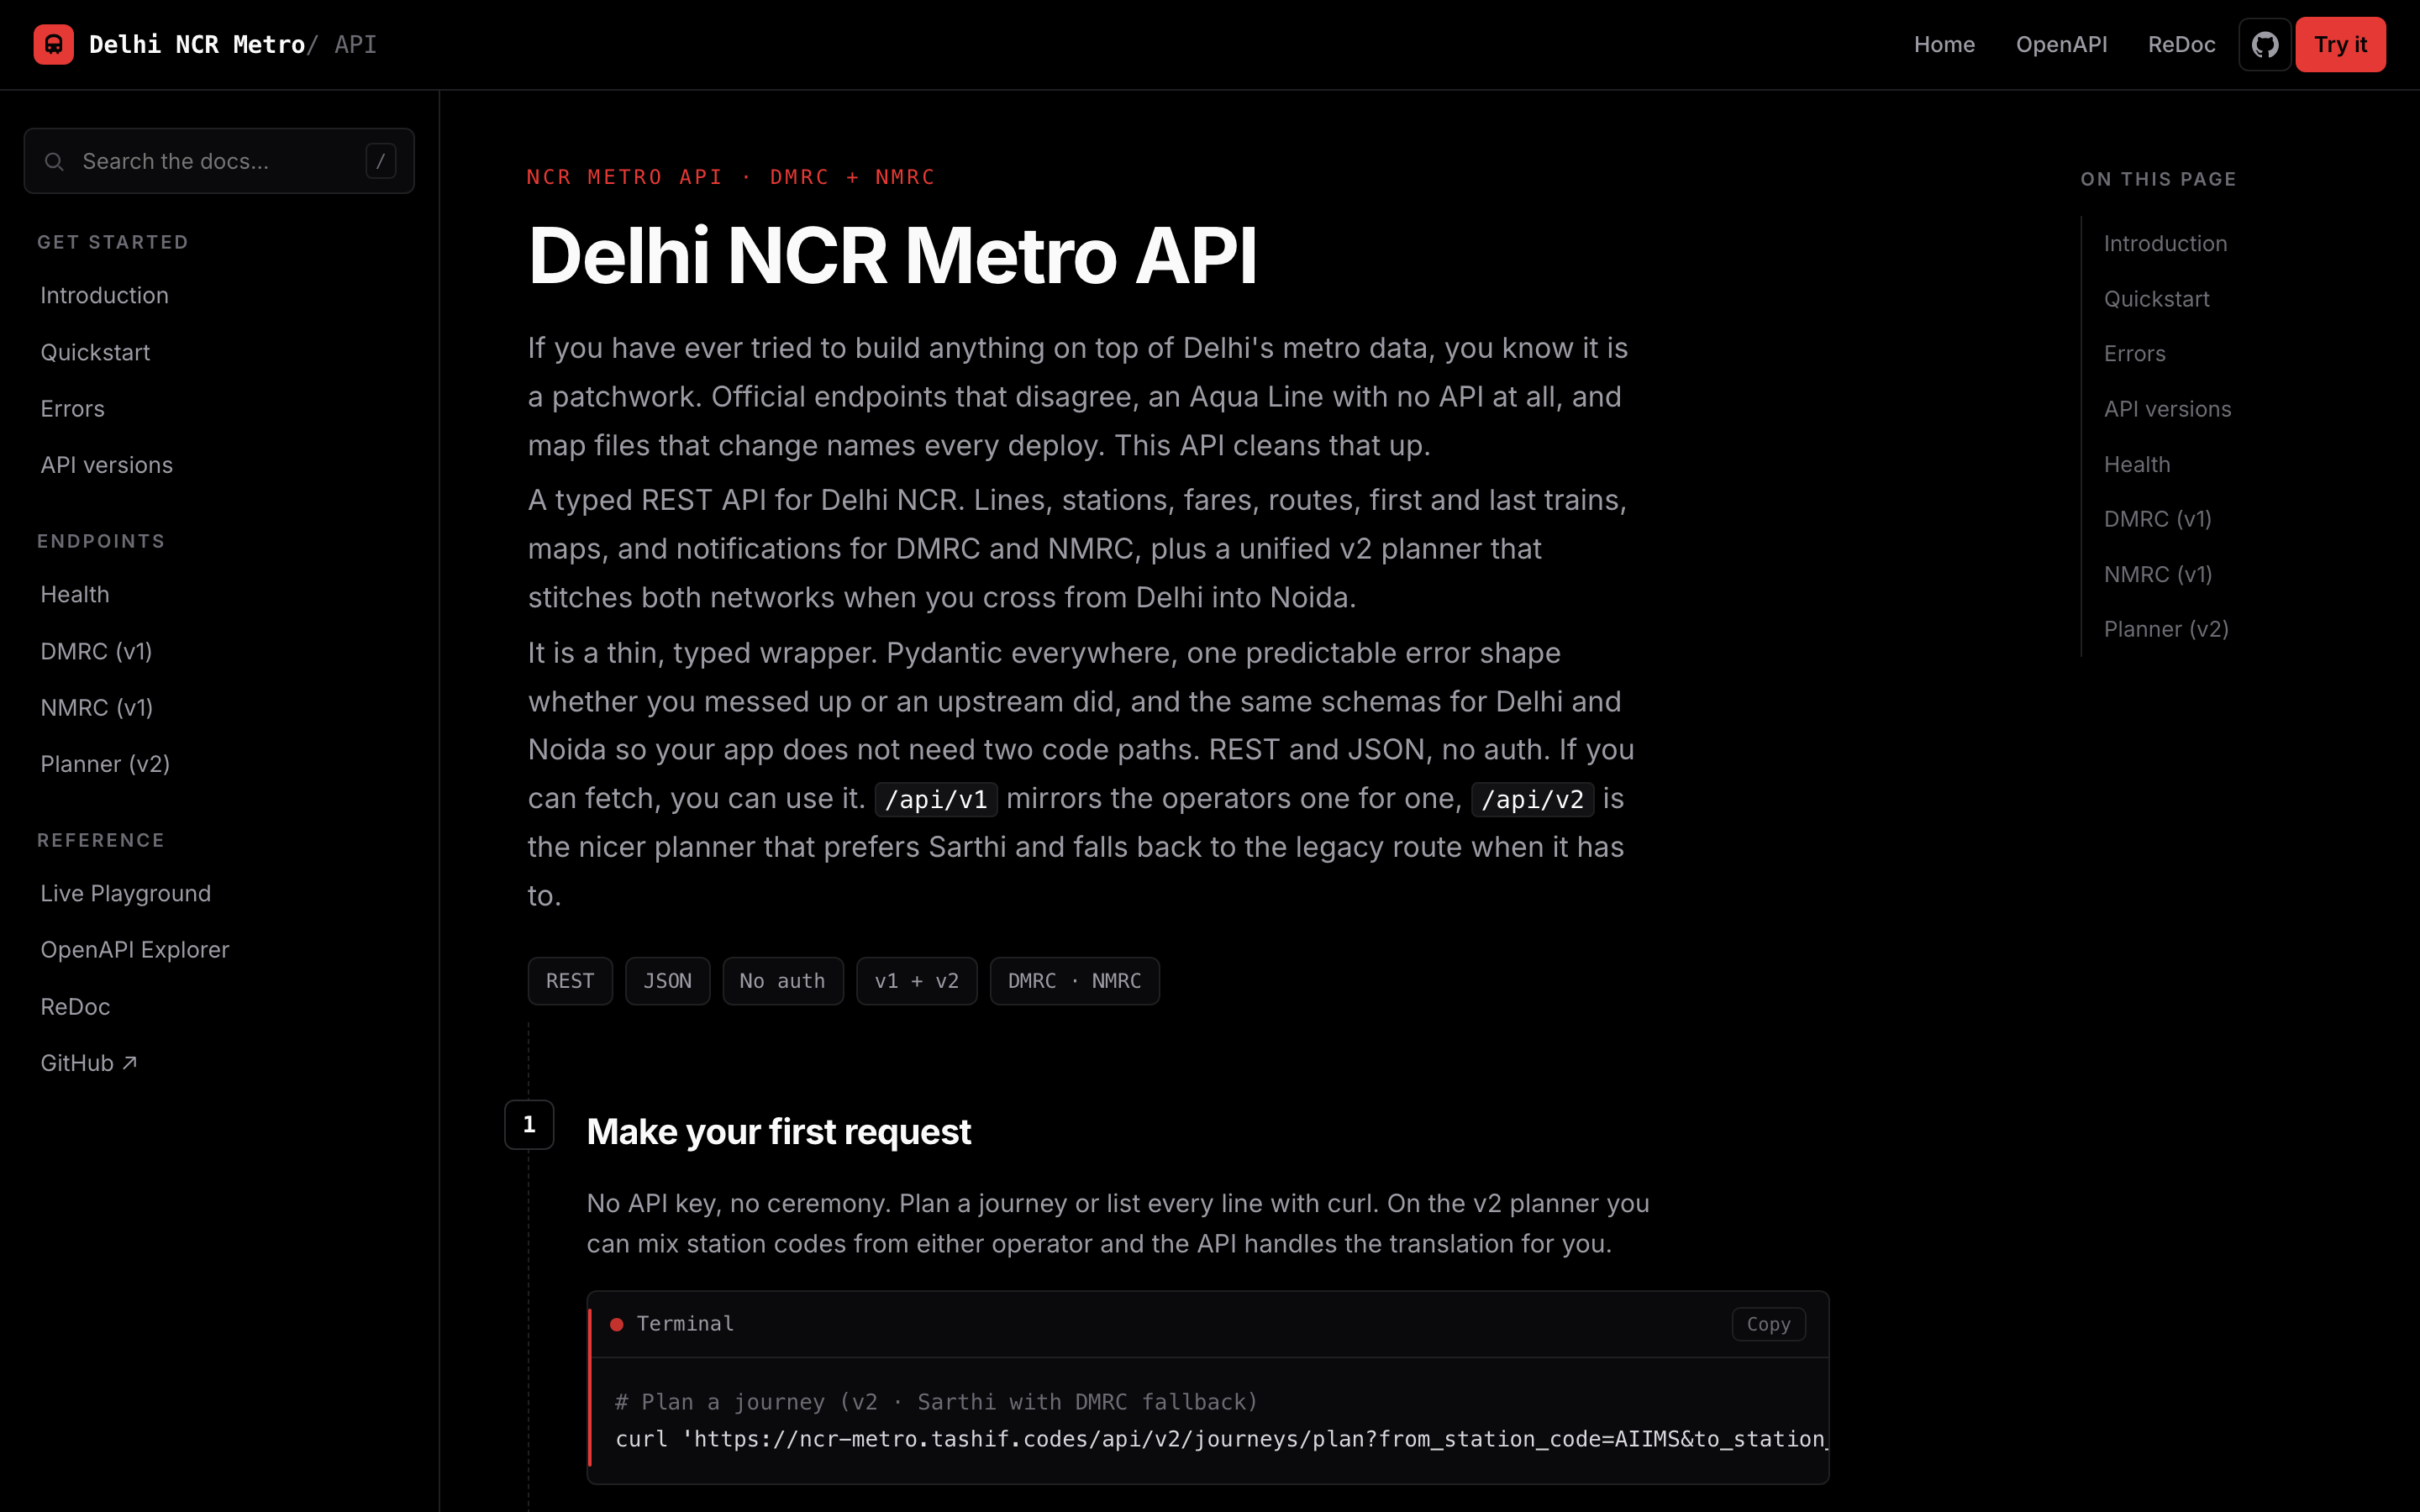 Delhi NCR Metro/ API
Home
OpenAPI
ReDoc
Try it
Search the docs...
/
GET STARTED
Introduction
Quickstart
Errors
API versions
ENDPOINTS
Health
DMRC (v1)
NMRC (v1)
Planner (v2)
REFERENCE
Live Playground
OpenAPI Explorer
ReDoc
GitHub ↗
NCR METRO API · DMRC + NMRC
Delhi NCR Metro API
If you have ever tried to build anything on top of Delhi's metro data, you know it is
a patchwork. Official endpoints that disagree, an Aqua Line with no API at all, and
map files that change names every deploy. This API cleans that up.
A typed REST API for Delhi NCR. Lines, stations, fares, routes, first and last trains,
maps, and notifications for DMRC and NMRC, plus a unified v2 planner that
stitches both networks when you cross from Delhi into Noida.
It is a thin, typed wrapper. Pydantic everywhere, one predictable error shape
whether you messed up or an upstream did, and the same schemas for Delhi and
Noida so your app does not need two code paths. REST and JSON, no auth. If you
can fetch, you can use it. /api/v1 mirrors the operators one for one, /api/v2 is
the nicer planner that prefers Sarthi and falls back to the legacy route when it has
to.
REST
JSON
No auth
v1 + v2
DMRC · NMRC
1
Make your first request
No API key, no ceremony. Plan a journey or list every line with curl. On the v2 planner you
can mix station codes from either operator and the API handles the translation for you.
Terminal
Copy
# Plan a journey (v2 · Sarthi with DMRC fallback)
curl 'https://ncr-metro.tashif.codes/api/v2/journeys/plan?from_station_code=AIIMS&to_station_
ON THIS PAGE
Introduction
Quickstart
Errors
API versions
Health
DMRC (v1)
NMRC (v1)
Planner (v2)